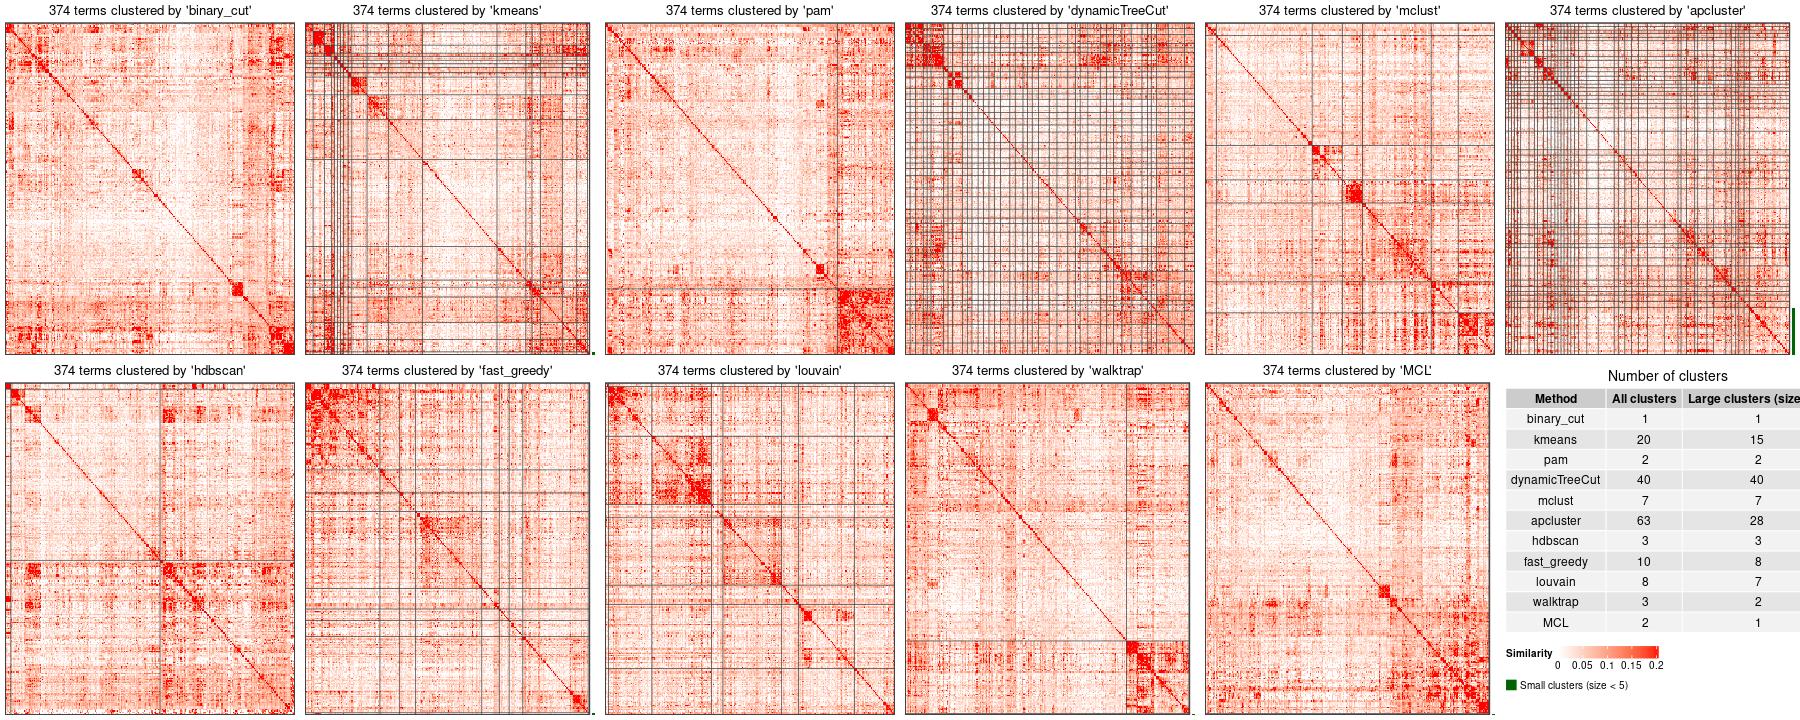 374 terms clustered by 'binary_cut'
374 terms clustered by 'kmeans'
374 terms clustered by 'pam'
374 terms clustered by 'dynamicTreeCut'
374 terms clustered by 'mclust'
374 terms clustered by 'apcluster'
374 terms clustered by 'hdbscan'
374 terms clustered by 'fast_greedy'
374 terms clustered by 'louvain'
374 terms clustered by 'walktrap'
374 terms clustered by 'MCL'
Number of clusters
Method All clusters Large clusters (size
binary_cut 1 1
kmeans 20 15
pam 2 2
dynamicTreeCut 40 40
mclust 7 7
apcluster 63 28
hdbscan 3 3
fast_greedy 10 8
louvain 8 7
walktrap 3 2
MCL 2 1
Similarity
0 0.05 0.1 0.15 0.2
Small clusters (size < 5)